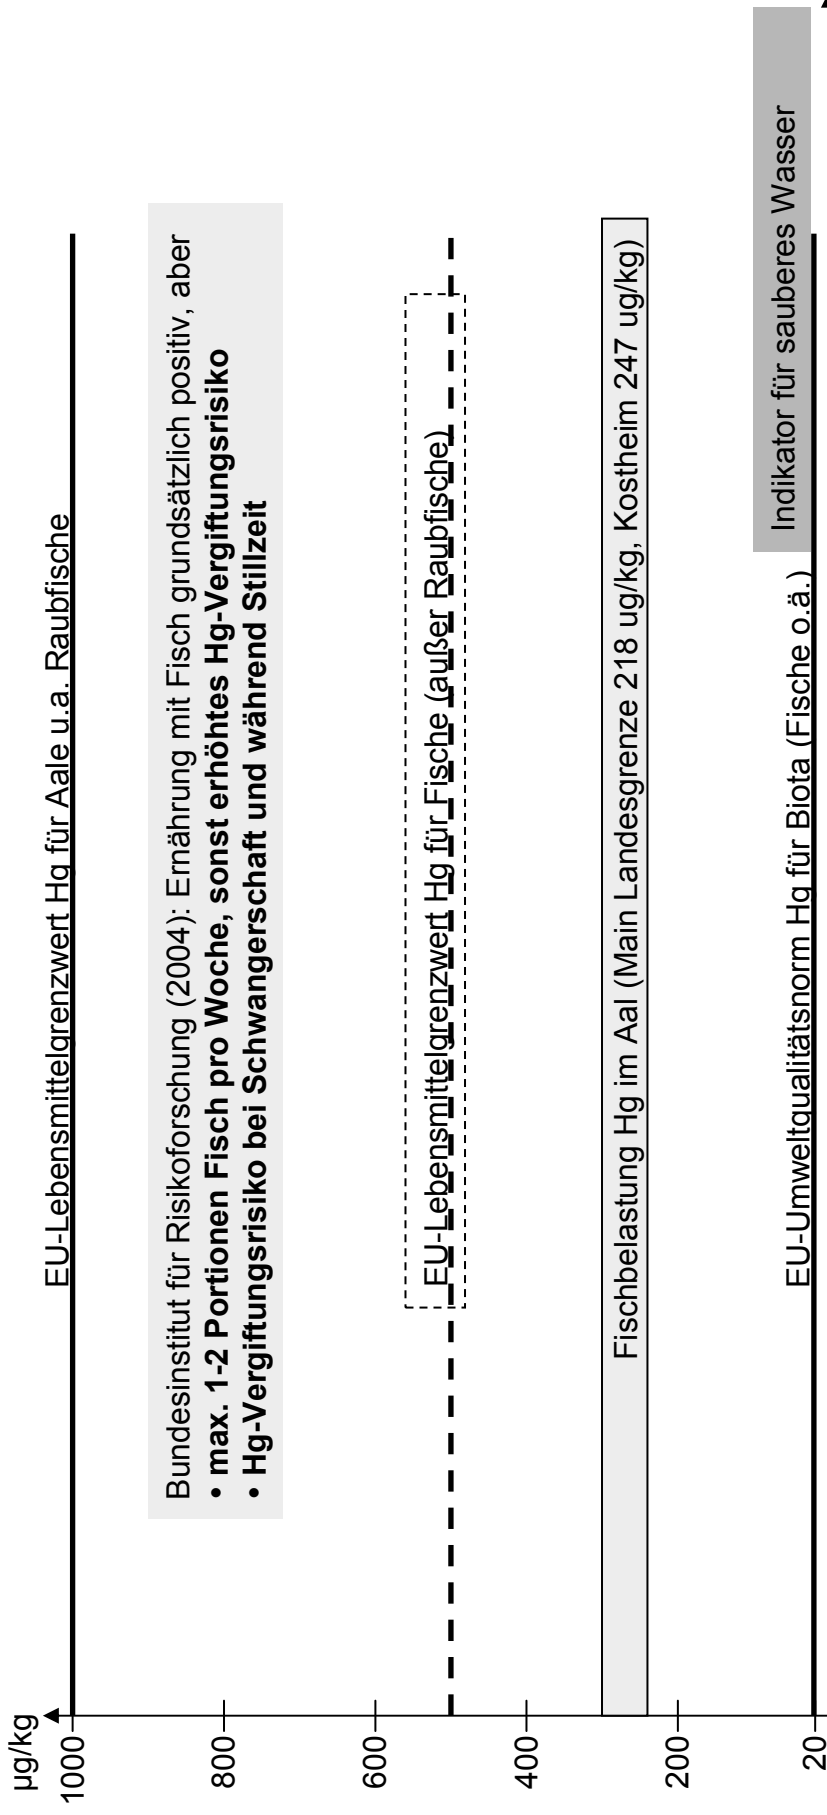 µg/kg
1000
EU-Lebensmittelgrenzwert Hg für Aale u.a. Raubfische
Bundesinstitut für Risikoforschung (2004): Ernährung mit Fisch grundsätzlich positiv, aber
• max. 1-2 Portionen Fisch pro Woche, sonst erhöhtes Hg-Vergiftungsrisiko
• Hg-Vergiftungsrisiko bei Schwangerschaft und während Stillzeit
800
600
EU-Lebensmittelgrenzwert Hg für Fische (außer Raubfische)
400
Fischbelastung Hg im Aal (Main Landesgrenze 218 ug/kg, Kostheim 247 ug/kg)
200
Indikator für sauberes Wasser
EU-Umweltqualitätsnorm Hg für Biota (Fische o.ä.)
20